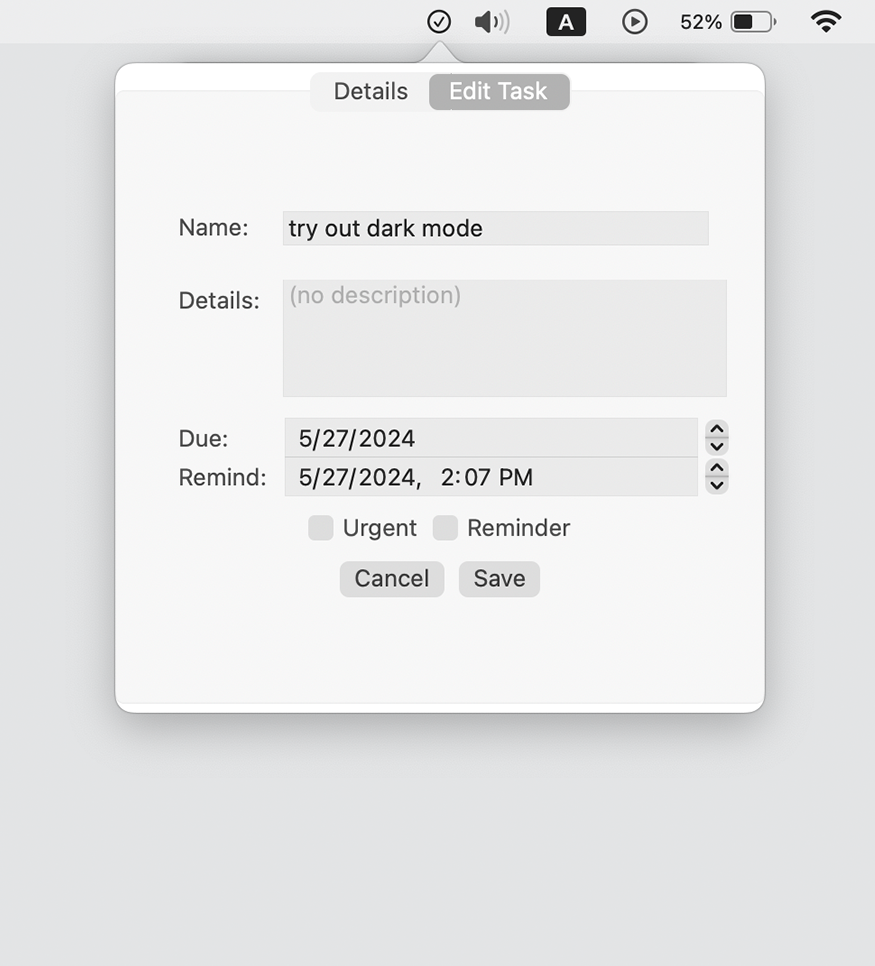 A 52%
Details Edit Task
Name: try out dark mode
Details: (no description)
Due: 5/27/2024
Remind: 5/27/2024, 2:07 PM
Urgent Reminder
Cancel Save